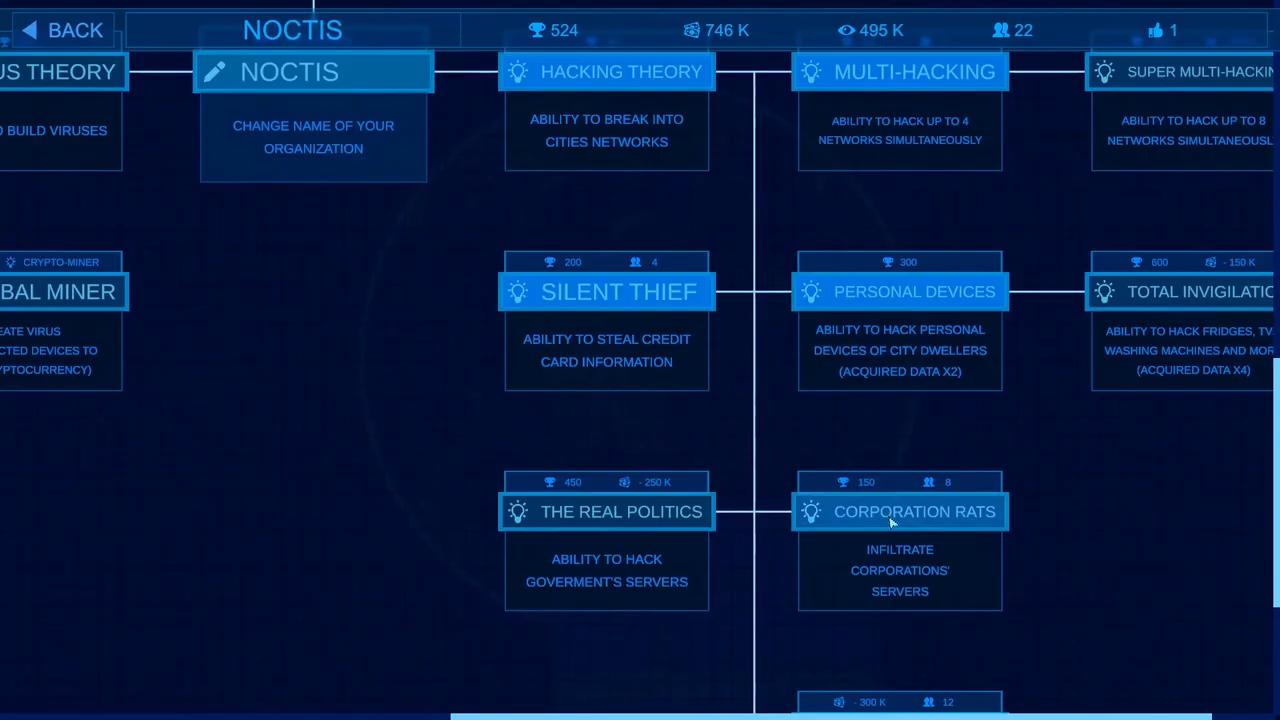 BACK
NOCTIS
524
746 K
495 K
22
1
US THEORY
NOCTIS
HACKING THEORY
MULTI-HACKING
SUPER MULTI-HACKIN
O BUILD VIRUSES
CHANGE NAME OF YOUR
ORGANIZATION
ABILITY TO BREAK INTO
CITIES NETWORKS
ABILITY TO HACK UP TO 4
NETWORKS SIMULTANEOUSLY
ABILITY TO HACK UP TO 8
NETWORKS SIMULTANEOUSL
CRYPTO-MINER
200
4
300
600
- 150 K
BAL MINER
SILENT THIEF
PERSONAL DEVICES
TOTAL INVIGILATIO
EATE VIRUS
CTED DEVICES TO
YPTOCURRENCY)
ABILITY TO STEAL CREDIT
CARD INFORMATION
ABILITY TO HACK PERSONAL
DEVICES OF CITY DWELLERS
(ACQUIRED DATA X2)
ABILITY TO HACK FRIDGES, TV
WASHING MACHINES AND MOR
(ACQUIRED DATA X4)
450
- 250 K
150
8
THE REAL POLITICS
CORPORATION RATS
ABILITY TO HACK
GOVERMENT'S SERVERS
INFILTRATE
CORPORATIONS'
SERVERS
- 300 K
12